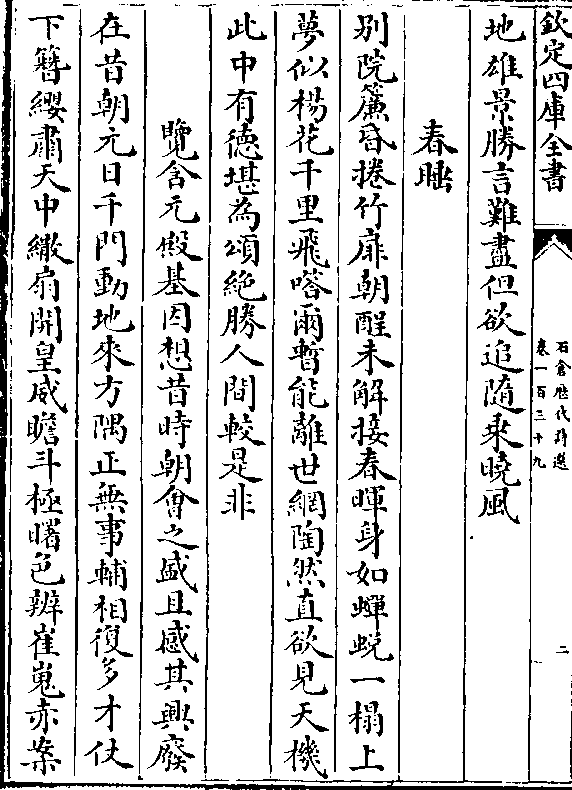 欽定四庫全書
石倉歷代詩選
卷一百三十九
二
地雄景勝言難盡但欲追隨乘曉風
春䀵
别院簾昏捲竹扉朝酲未解接春暉身如蟬蜕一榻上
夢似楊花千里飛嗒爾暫能離世網陶然直欲見天機
此中有德堪為頌絶勝人間較是非
覽含元殿基因想昔時朝會之盛且感其興廢
在昔朝元日千門動地來方隅正無事輔相復多才仗
下簪纓肅天中繖扇開皇威瞻斗極曙色辨崔嵬赤案